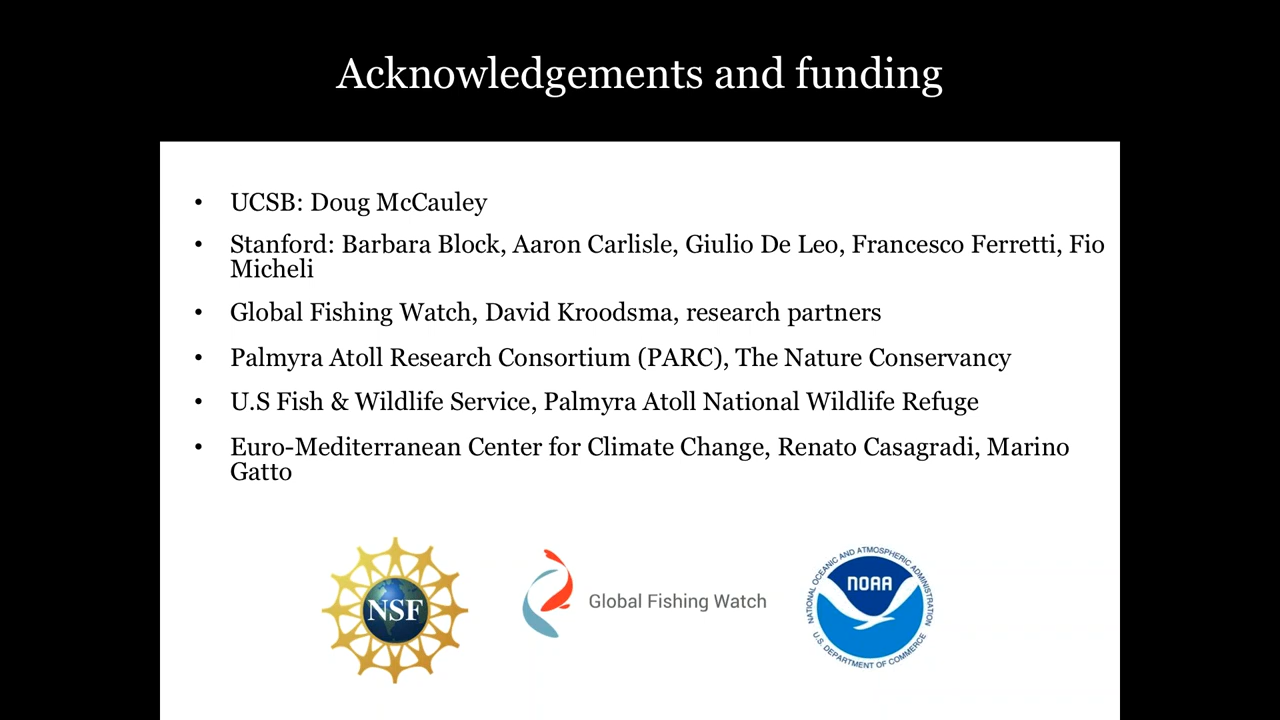 Acknowledgements and funding
• UCSB: Doug McCauley
• Stanford: Barbara Block, Aaron Carlisle, Giulio De Leo, Francesco Ferretti, Fio
Micheli
• Global Fishing Watch, David Kroodsma, research partners
• Palmyra Atoll Research Consortium (PARC), The Nature Conservancy
• U.S Fish & Wildlife Service, Palmyra Atoll National Wildlife Refuge
• Euro-Mediterranean Center for Climate Change, Renato Casagradi, Marino
Gatto
NSF
Global Fishing Watch
NATIONAL OCEANIC AND ATMOSPHERIC ADMINISTRATION
NOAA
U.S. DEPARTMENT OF COMMERCE